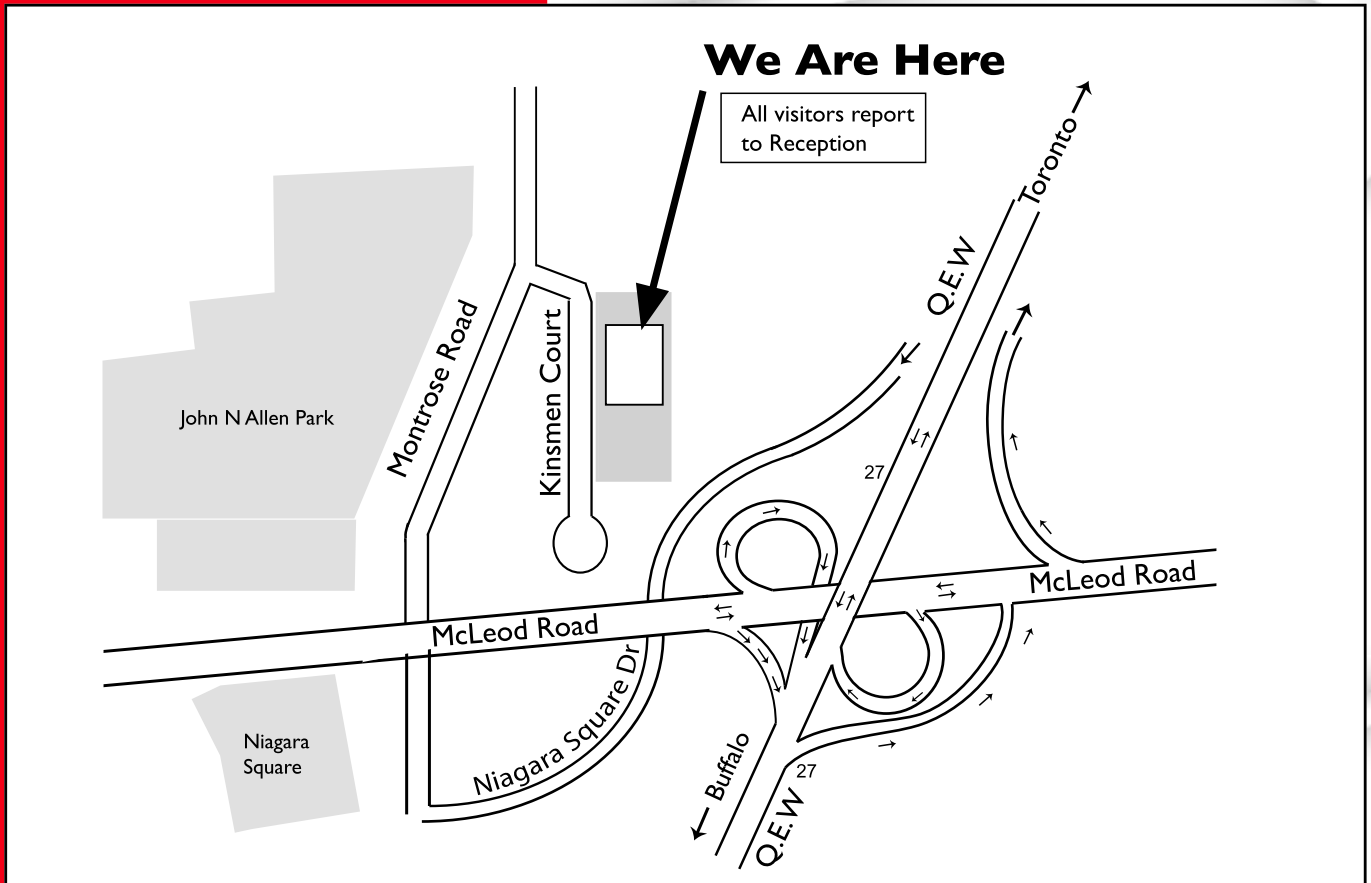 We Are Here
All visitors report
to Reception
Toronto
Q.E.W
Montrose Road
Kinsmen Court
John N Allen Park
27
McLeod Road
McLeod Road
Niagara Square Dr
Niagara
Square
Buffalo
27
Q.E.W